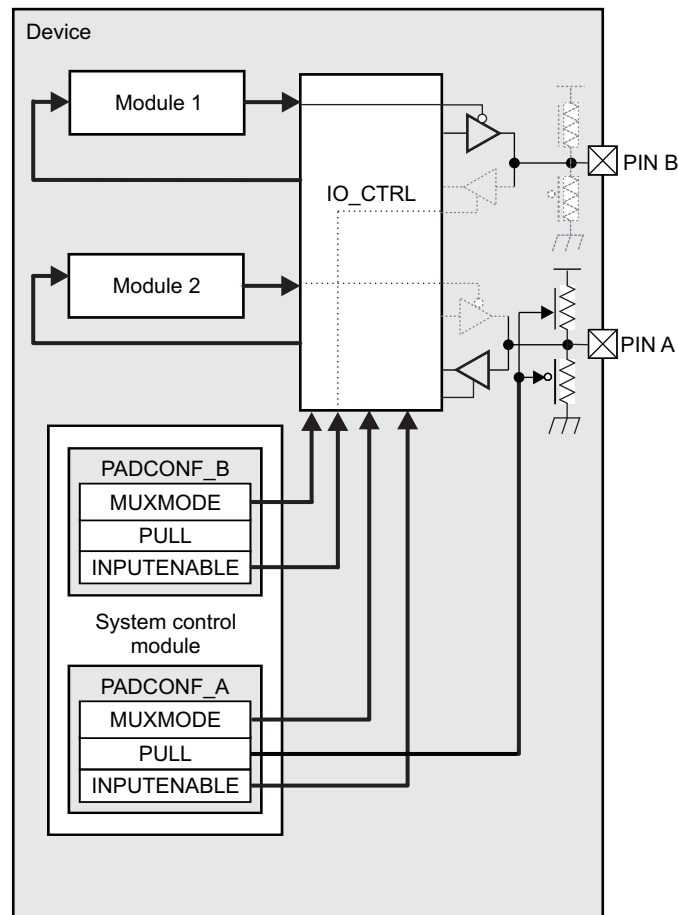 Device
Module 1
IO_CTRL
PIN B
Module 2
PIN A
PADCONF_B
MUXMODE
PULL
INPUTENABLE
System control
module
PADCONF_A
MUXMODE
PULL
INPUTENABLE